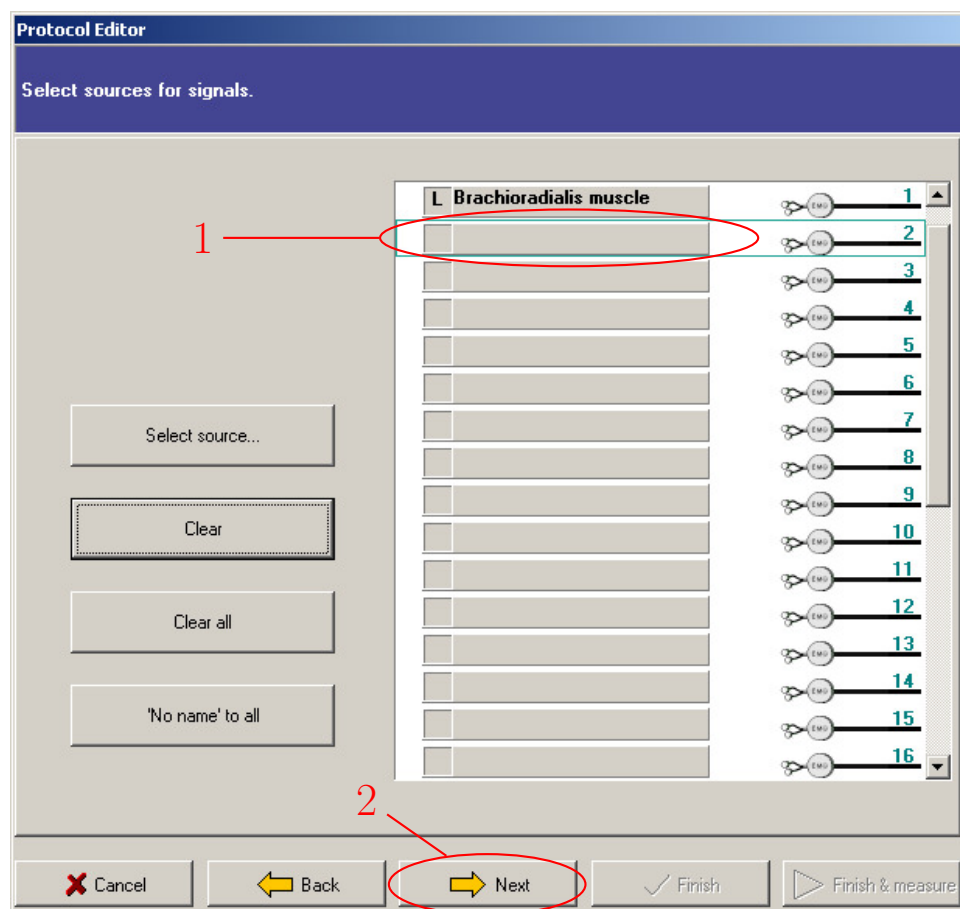 Protocol Editor
Select sources for signals.
L Brachioradialis muscle EMG 1
1
EMG 2
EMG 3
EMG 4
EMG 5
EMG 6
Select source...
EMG 7
EMG 8
EMG 9
Clear
EMG 10
EMG 11
Clear all
EMG 12
EMG 13
EMG 14
'No name' to all
EMG 15
EMG 16
2
Cancel
Back
Next
Finish
Finish & measure